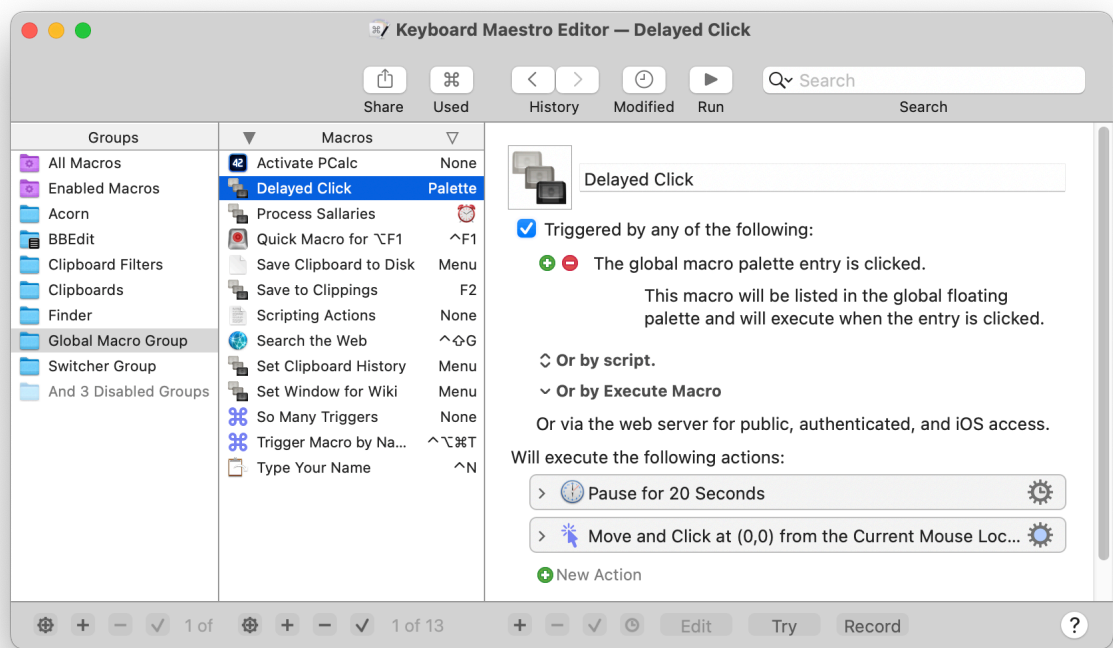 Keyboard Maestro Editor — Delayed Click
Share
Used
History
Modified
Run
Search
Search
Groups
All Macros
Enabled Macros
Acorn
BBEdit
Clipboard Filters
Clipboards
Finder
Global Macro Group
Switcher Group
And 3 Disabled Groups
Macros
42 Activate PCalc None
Delayed Click Palette
Process Sallaries
Quick Macro for ⌥F1 ^F1
Save Clipboard to Disk Menu
Save to Clippings F2
Scripting Actions None
Search the Web ^⇧G
Set Clipboard History Menu
Set Window for Wiki Menu
So Many Triggers None
Trigger Macro by Na... ^⌥⌘T
Type Your Name ^N
Delayed Click
Triggered by any of the following:
The global macro palette entry is clicked.
This macro will be listed in the global floating
palette and will execute when the entry is clicked.
Or by script.
Or by Execute Macro
Or via the web server for public, authenticated, and iOS access.
Will execute the following actions:
Pause for 20 Seconds
Move and Click at (0,0) from the Current Mouse Loc...
New Action
1 of
1 of 13
Edit
Try
Record
?